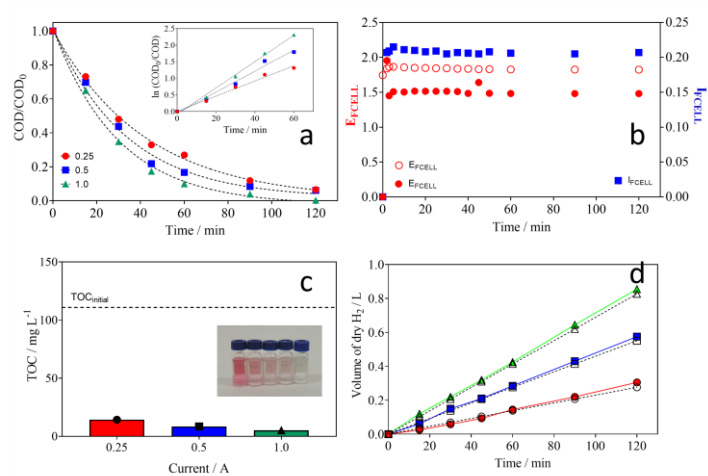 a
COD/COD0
1.0
0.8
0.6
0.4
0.2
0.0
0 20 40 60 80 100 120
Time / min
0.25
0.5
1.0
ln (COD0/COD)
2.5
2.0
1.5
1.0
0.5
0.0
0 20 40 60
Time / min
b
EFCELL
2.5
2.0
1.5
1.0
0.5
0.0
0 20 40 60 80 100 120
Time / min
EFCELL
EFCELL
IFCELL
0.25
0.20
0.15
0.10
0.05
0.00
IFCELL
c
TOC / mg L-1
150
100
50
0
TOCinitial
0.25 0.5 1.0
Current / A
d
Volume of dry H2 / L
1.0
0.8
0.6
0.4
0.2
0.0
0 20 40 60 80 100 120
Time / min